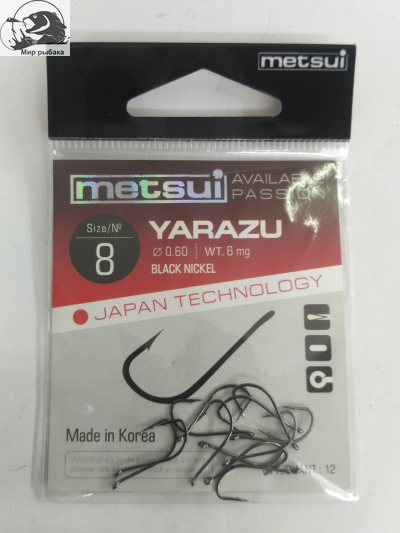 Мир рыбака
metsui
metsui
AVAILABLE
PASSION
Size/№
8
YARAZU
Ø 0.60 WT. 6 mg
BLACK NICKEL
JAPAN TECHNOLOGY
Made in Korea
WARNING
: 12